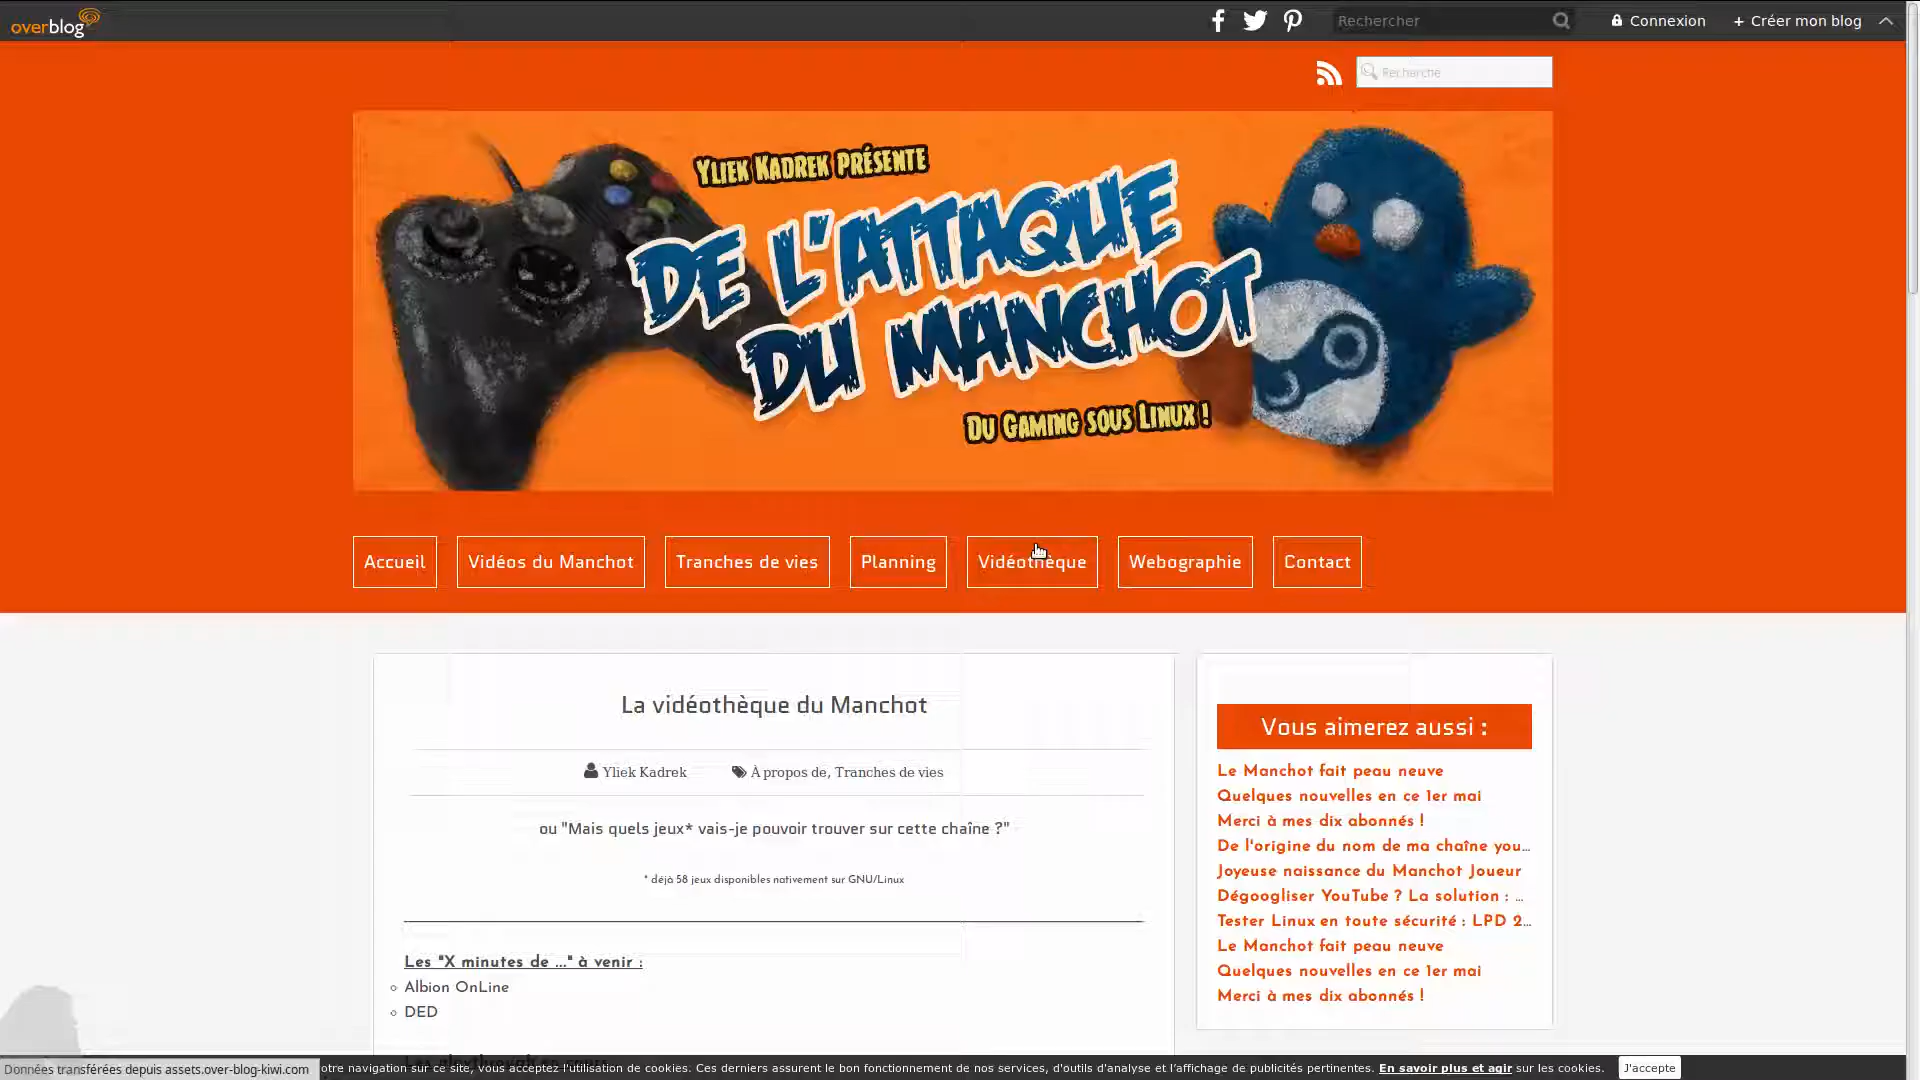 overblog
Rechercher
Connexion
+ Créer mon blog
Recherche
Yliek Kadrek présente
De l'attaque
du Manchot
Du Gaming sous Linux !
Accueil
Vidéos du Manchot
Tranches de vies
Planning
Vidéothèque
Webographie
Contact
La vidéothèque du Manchot
Yliek Kadrek
À propos de, Tranches de vies
ou "Mais quels jeux* vais-je pouvoir trouver sur cette chaîne ?"
* déjà 58 jeux disponibles nativement sur GNU/Linux
Les "X minutes de ..." à venir :
Albion OnLine
DED
Vous aimerez aussi :
Le Manchot fait peau neuve
Quelques nouvelles en ce 1er mai
Merci à mes dix abonnés !
De l'origine du nom de ma chaîne you...
Joyeuse naissance du Manchot Joueur
Dégoogliser YouTube ? La solution : ...
Tester Linux en toute sécurité : LPD 2...
Le Manchot fait peau neuve
Quelques nouvelles en ce 1er mai
Merci à mes dix abonnés !
Données transférées depuis assets.over-blog-kiwi.com
otre navigation sur ce site, vous acceptez l'utilisation de cookies. Ces derniers assurent le bon fonctionnement de nos services, d'outils d'analyse et l'affichage de publicités pertinentes. En savoir plus et agir sur les cookies.
J'accepte